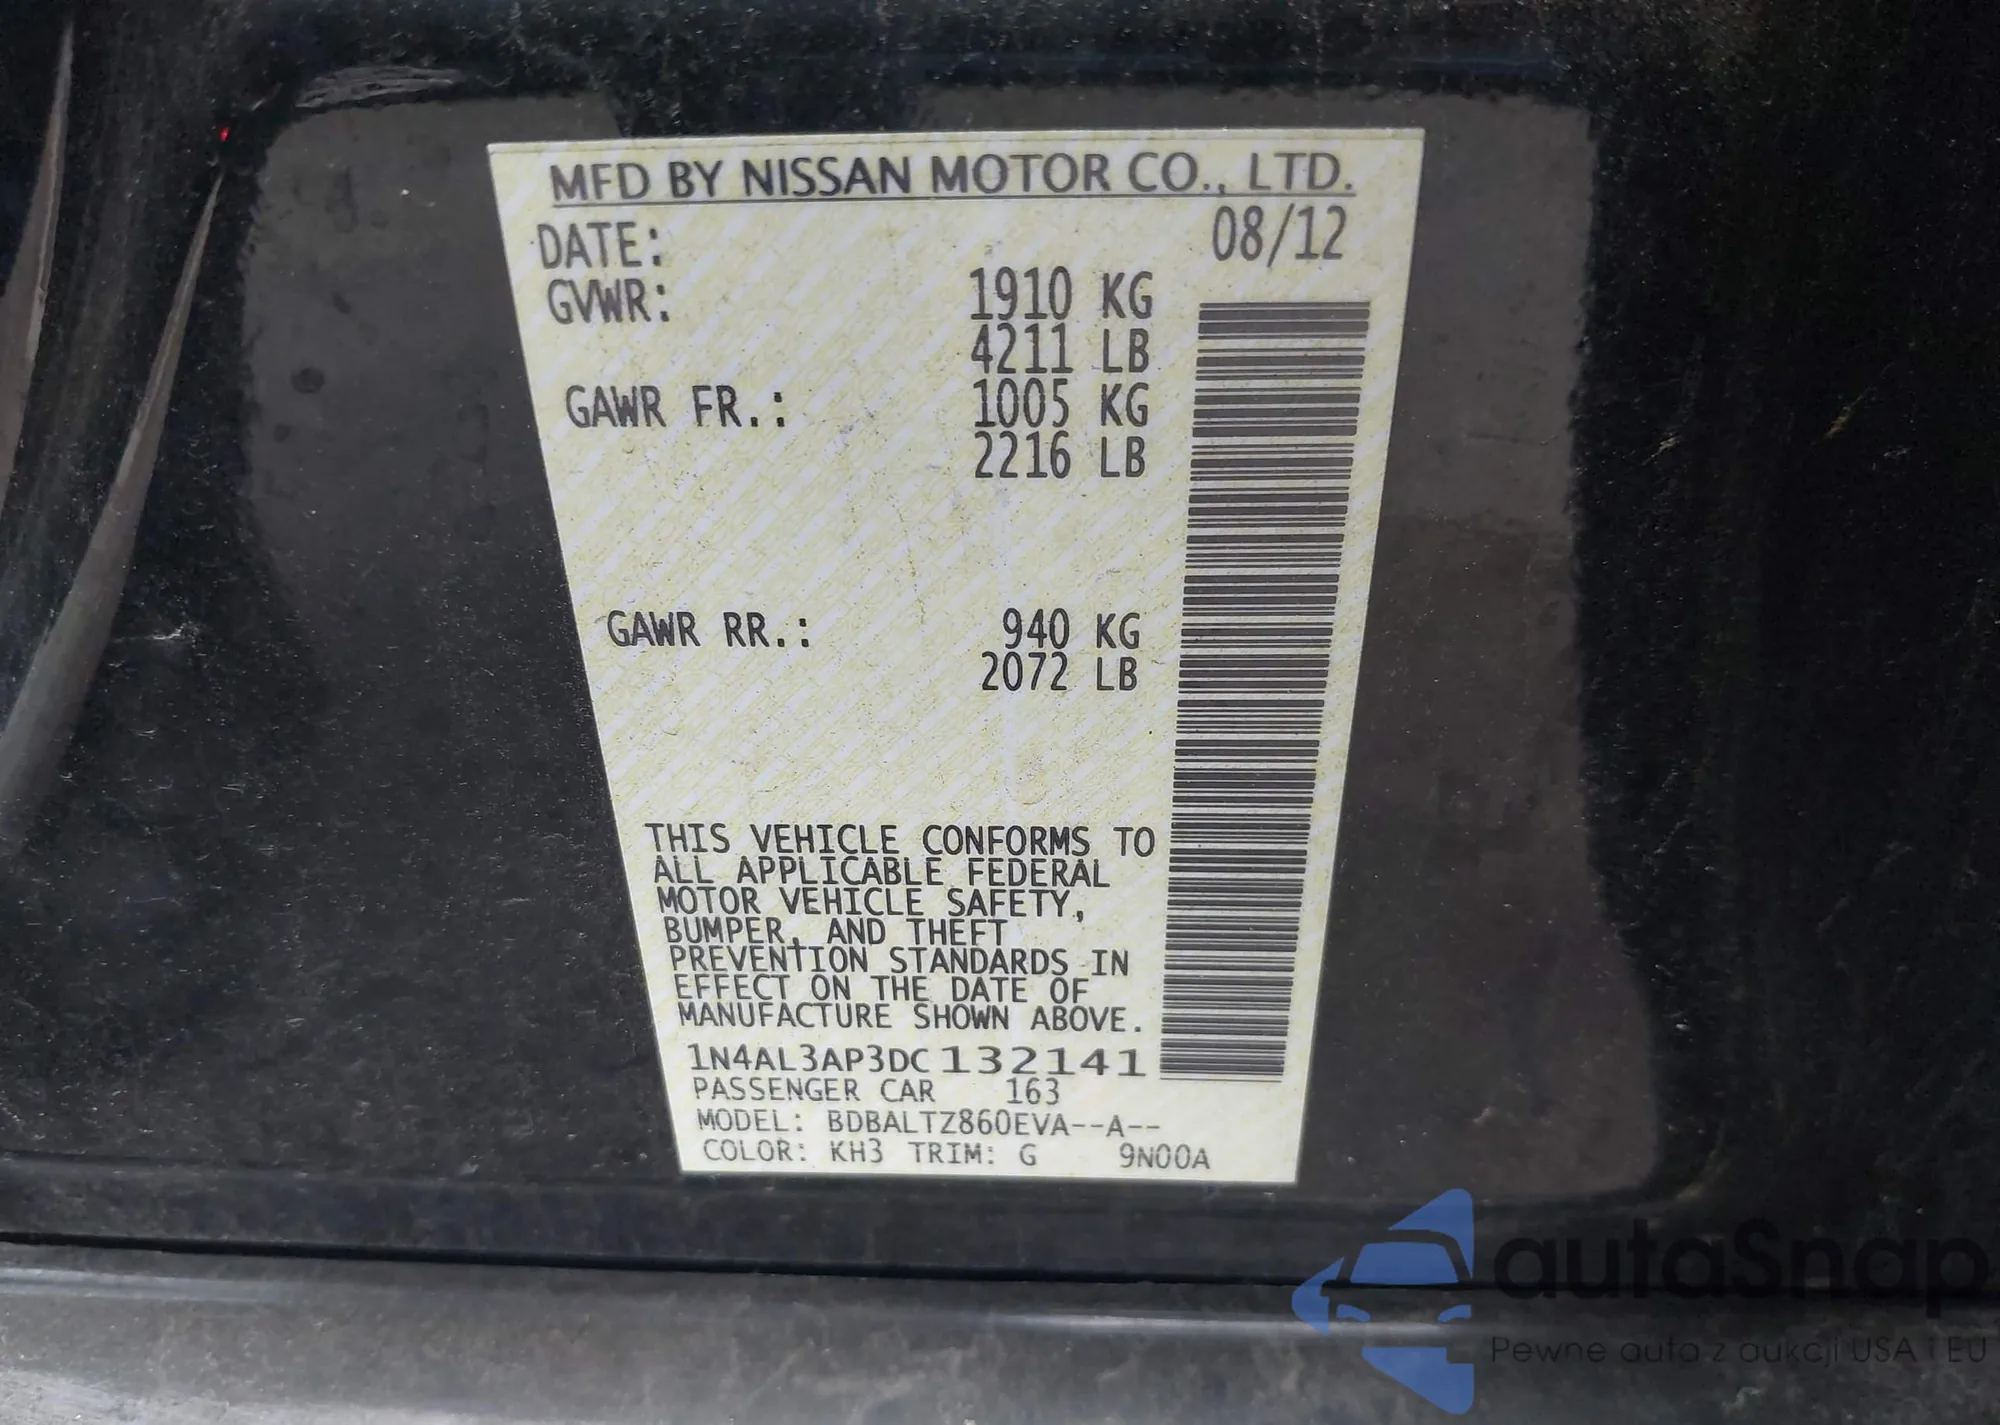 MFD BY NISSAN MOTOR CO., LTD.
DATE: 08/12
GVWR: 1910 KG
4211 LB
GAWR FR.: 1005 KG
2216 LB
GAWR RR.: 940 KG
2072 LB
THIS VEHICLE CONFORMS TO
ALL APPLICABLE FEDERAL
MOTOR VEHICLE SAFETY,
BUMPER, AND THEFT
PREVENTION STANDARDS IN
EFFECT ON THE DATE OF
MANUFACTURE SHOWN ABOVE.
1N4AL3AP3DC132141
PASSENGER CAR 163
MODEL: BDBALTZ860EVA--A--
COLOR: KH3 TRIM: G 9N00A
autoSnap
Pewne auta z aukcji USA i EU